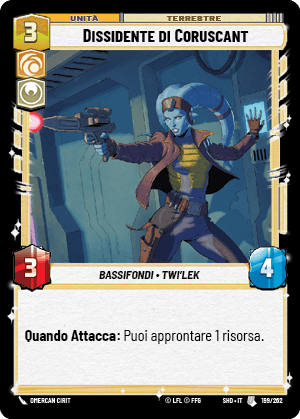 3
UNITÀ
TERRESTRE
DISSIDENTE DI CORUSCANT
3
BASSIFONDI • TWI'LEK
4
Quando Attacca: Puoi approntare 1 risorsa.
OMERCAN CIRIT
© LFL © FFG
SHD • IT
199/262